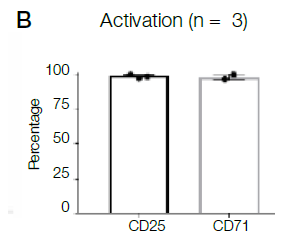 B
Activation (n = 3)
Percentage
100
75
50
25
0
CD25
CD71